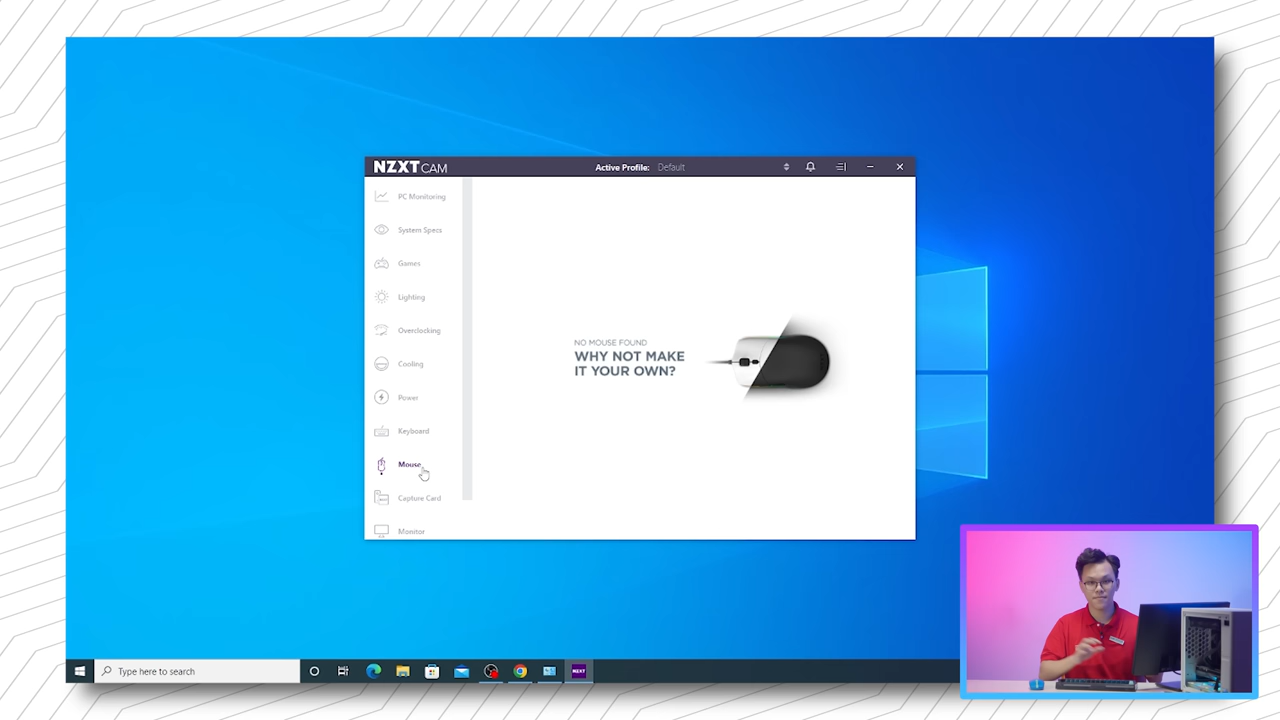 NZXT CAM
Active Profile: Default
PC Monitoring
System Specs
Games
Lighting
Overclocking
Cooling
Power
Keyboard
Mouse
Capture Card
Monitor
NO MOUSE FOUND
WHY NOT MAKE
IT YOUR OWN?
Type here to search
NZXT